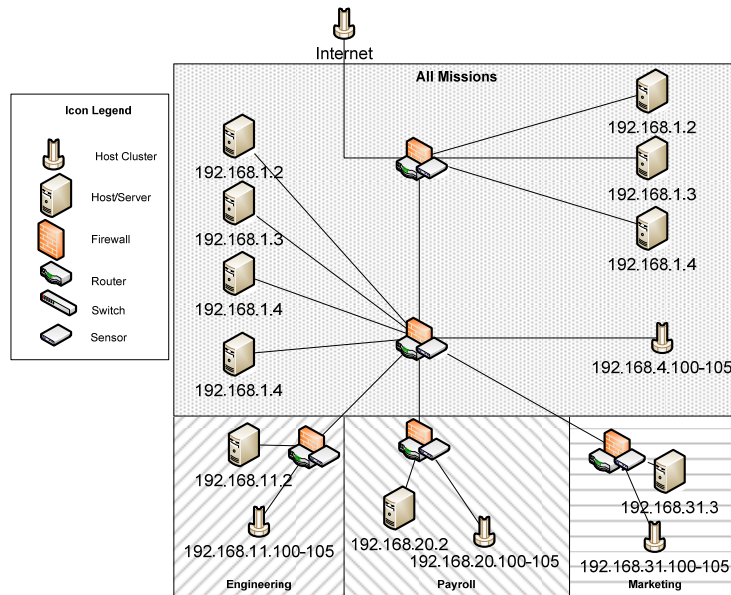 Internet
All Missions
Icon Legend
Host Cluster
Host/Server
Firewall
Router
Switch
Sensor
192.168.1.2
192.168.1.3
192.168.1.4
192.168.1.4
192.168.1.2
192.168.1.3
192.168.1.4
192.168.4.100-105
192.168.11.2
192.168.11.100-105
Engineering
192.168.20.2
192.168.20.100-105
Payroll
192.168.31.3
192.168.31.100-105
Marketing